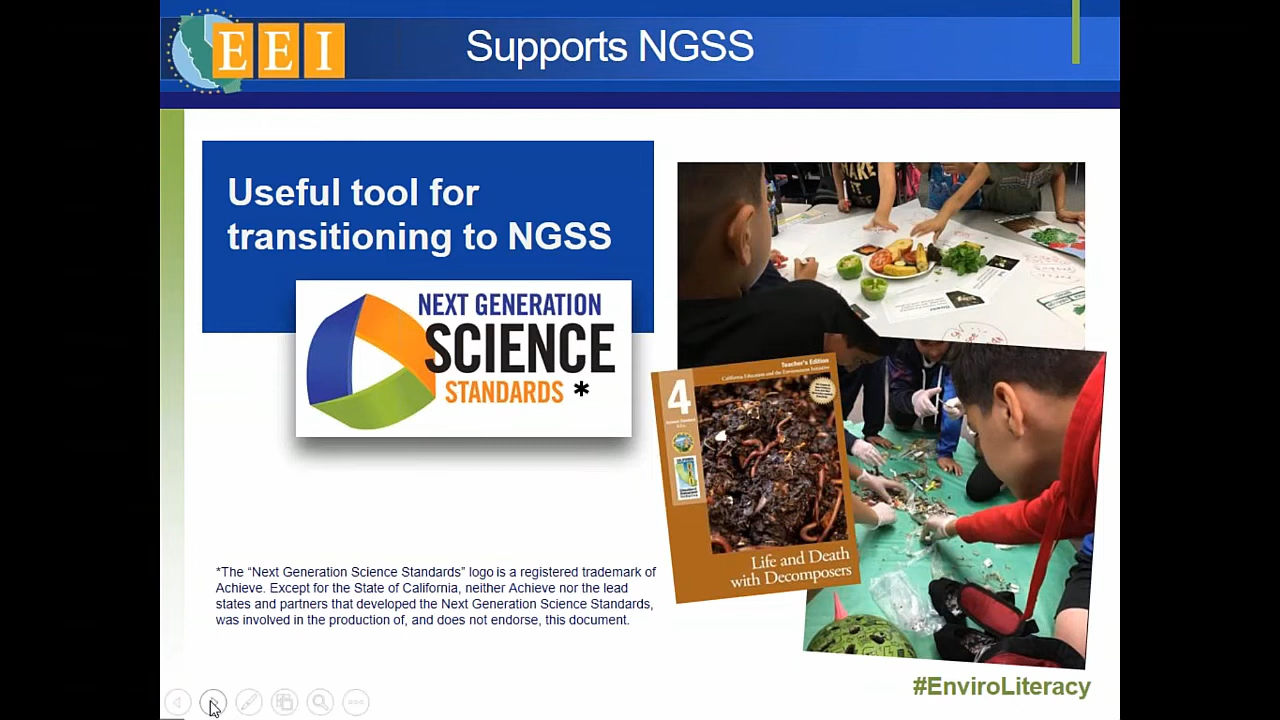 EEI
Supports NGSS
Useful tool for
transitioning to NGSS
NEXT GENERATION
SCIENCE
STANDARDS *
MAKE
IT
Teacher's Edition
California Education and the Environment Initiative
4
Life and Death
with Decomposers
*The “Next Generation Science Standards” logo is a registered trademark of
Achieve. Except for the State of California, neither Achieve nor the lead
states and partners that developed the Next Generation Science Standards,
was involved in the production of, and does not endorse, this document.
#EnviroLiteracy